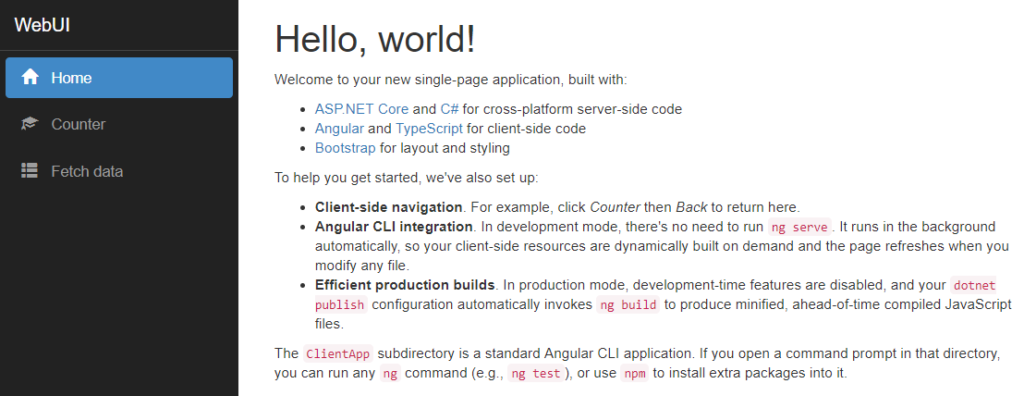 WebUI
Home
Counter
Fetch data
Hello, world!
Welcome to your new single-page application, built with:
ASP.NET Core and C# for cross-platform server-side code
Angular and TypeScript for client-side code
Bootstrap for layout and styling
To help you get started, we've also set up:
Client-side navigation. For example, click Counter then Back to return here.
Angular CLI integration. In development mode, there's no need to run ng serve. It runs in the background
automatically, so your client-side resources are dynamically built on demand and the page refreshes when you
modify any file.
Efficient production builds. In production mode, development-time features are disabled, and your dotnet
publish configuration automatically invokes ng build to produce minified, ahead-of-time compiled JavaScript
files.
The ClientApp subdirectory is a standard Angular CLI application. If you open a command prompt in that directory,
you can run any ng command (e.g., ng test), or use npm to install extra packages into it.